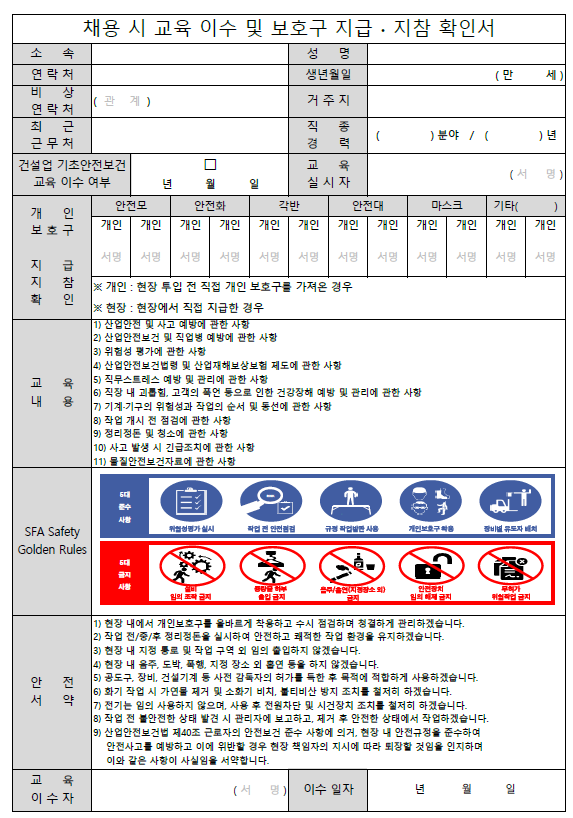 채용 시 교육 이수 및 보호구 지급·지참 확인서
소 속
성 명
연락처
생년월일
( 만 세 )
비 상
연락처
( 관 계 )
거주지
최 근
근무처
직 종
경 력
( ) 분야 / ( ) 년
건설업 기초안전보건
교육 이수 여부
□
년 월 일
교 육
실시자
( 서 명 )
개 인
보호구
지 급
지 참
확 인
안전모 안전화 각반 안전대 마스크 기타( )
개인 개인 개인 개인 개인 개인 개인 개인 개인 개인 개인 개인
서명 서명 서명 서명 서명 서명 서명 서명 서명 서명 서명 서명
※ 개인 : 현장 투입 전 직접 개인 보호구를 가져온 경우
※ 현장 : 현장에서 직접 지급한 경우
교 육
내 용
1) 산업안전 및 사고 예방에 관한 사항
2) 산업안전보건 및 직업병 예방에 관한 사항
3) 위험성 평가에 관한 사항
4) 산업안전보건법령 및 산업재해보상보험 제도에 관한 사항
5) 직무스트레스 예방 및 관리에 관한 사항
6) 직장 내 괴롭힘, 고객의 폭언 등으로 인한 건강장해 예방 및 관리에 관한 사항
7) 기계·기구의 위험성과 작업의 순서 및 동선에 관한 사항
8) 작업 개시 전 점검에 관한 사항
9) 정리정돈 및 청소에 관한 사항
10) 사고 발생 시 긴급조치에 관한 사항
11) 물질안전보건자료에 관한 사항
SFA Safety
Golden Rules
5대
준수
사항
위험성평가 실시
작업 전 안전점검
규정 작업발판 사용
개인보호구 착용
장비별 유도자 배치
5대
금지
사항
설비
임의 조작 금지
중량물 하부
출입 금지
음주/흡연(지정장소 외)
금지
안전장치
임의 해제 금지
무허가
위험작업 금지
안 전
서 약
1) 현장 내에서 개인보호구를 올바르게 착용하고 수시 점검하며 청결하게 관리하겠습니다.
2) 작업 전/중/후 정리정돈을 실시하여 안전하고 쾌적한 작업 환경을 유지하겠습니다.
3) 현장 내 지정 통로 및 작업 구역 외 임의 출입하지 않겠습니다.
4) 현장 내 음주, 도박, 폭행, 지정 장소 외 흡연 등을 하지 않겠습니다.
5) 공도구, 장비, 건설기계 등 사전 감독자의 허가를 득한 후 목적에 적합하게 사용하겠습니다.
6) 화기 작업 시 가연물 제거 및 소화기 비치, 불티비산 방지 조치를 철저히 하겠습니다.
7) 전기는 임의 사용하지 않으며, 사용 후 전원차단 및 시건장치 조치를 철저히 하겠습니다.
8) 작업 전 불안전한 상태 발견 시 관리자에 보고하고, 제거 후 안전한 상태에서 작업하겠습니다.
9) 산업안전보건법 제40조 근로자의 안전보건 준수 사항에 의거, 현장 내 안전규정을 준수하여
안전사고를 예방하고 이에 위반할 경우 현장 책임자의 지시에 따라 퇴장할 것임을 인지하며
이와 같은 사항이 사실임을 서약합니다.
교 육
이수자
( 서 명 )
이수 일자
년 월 일